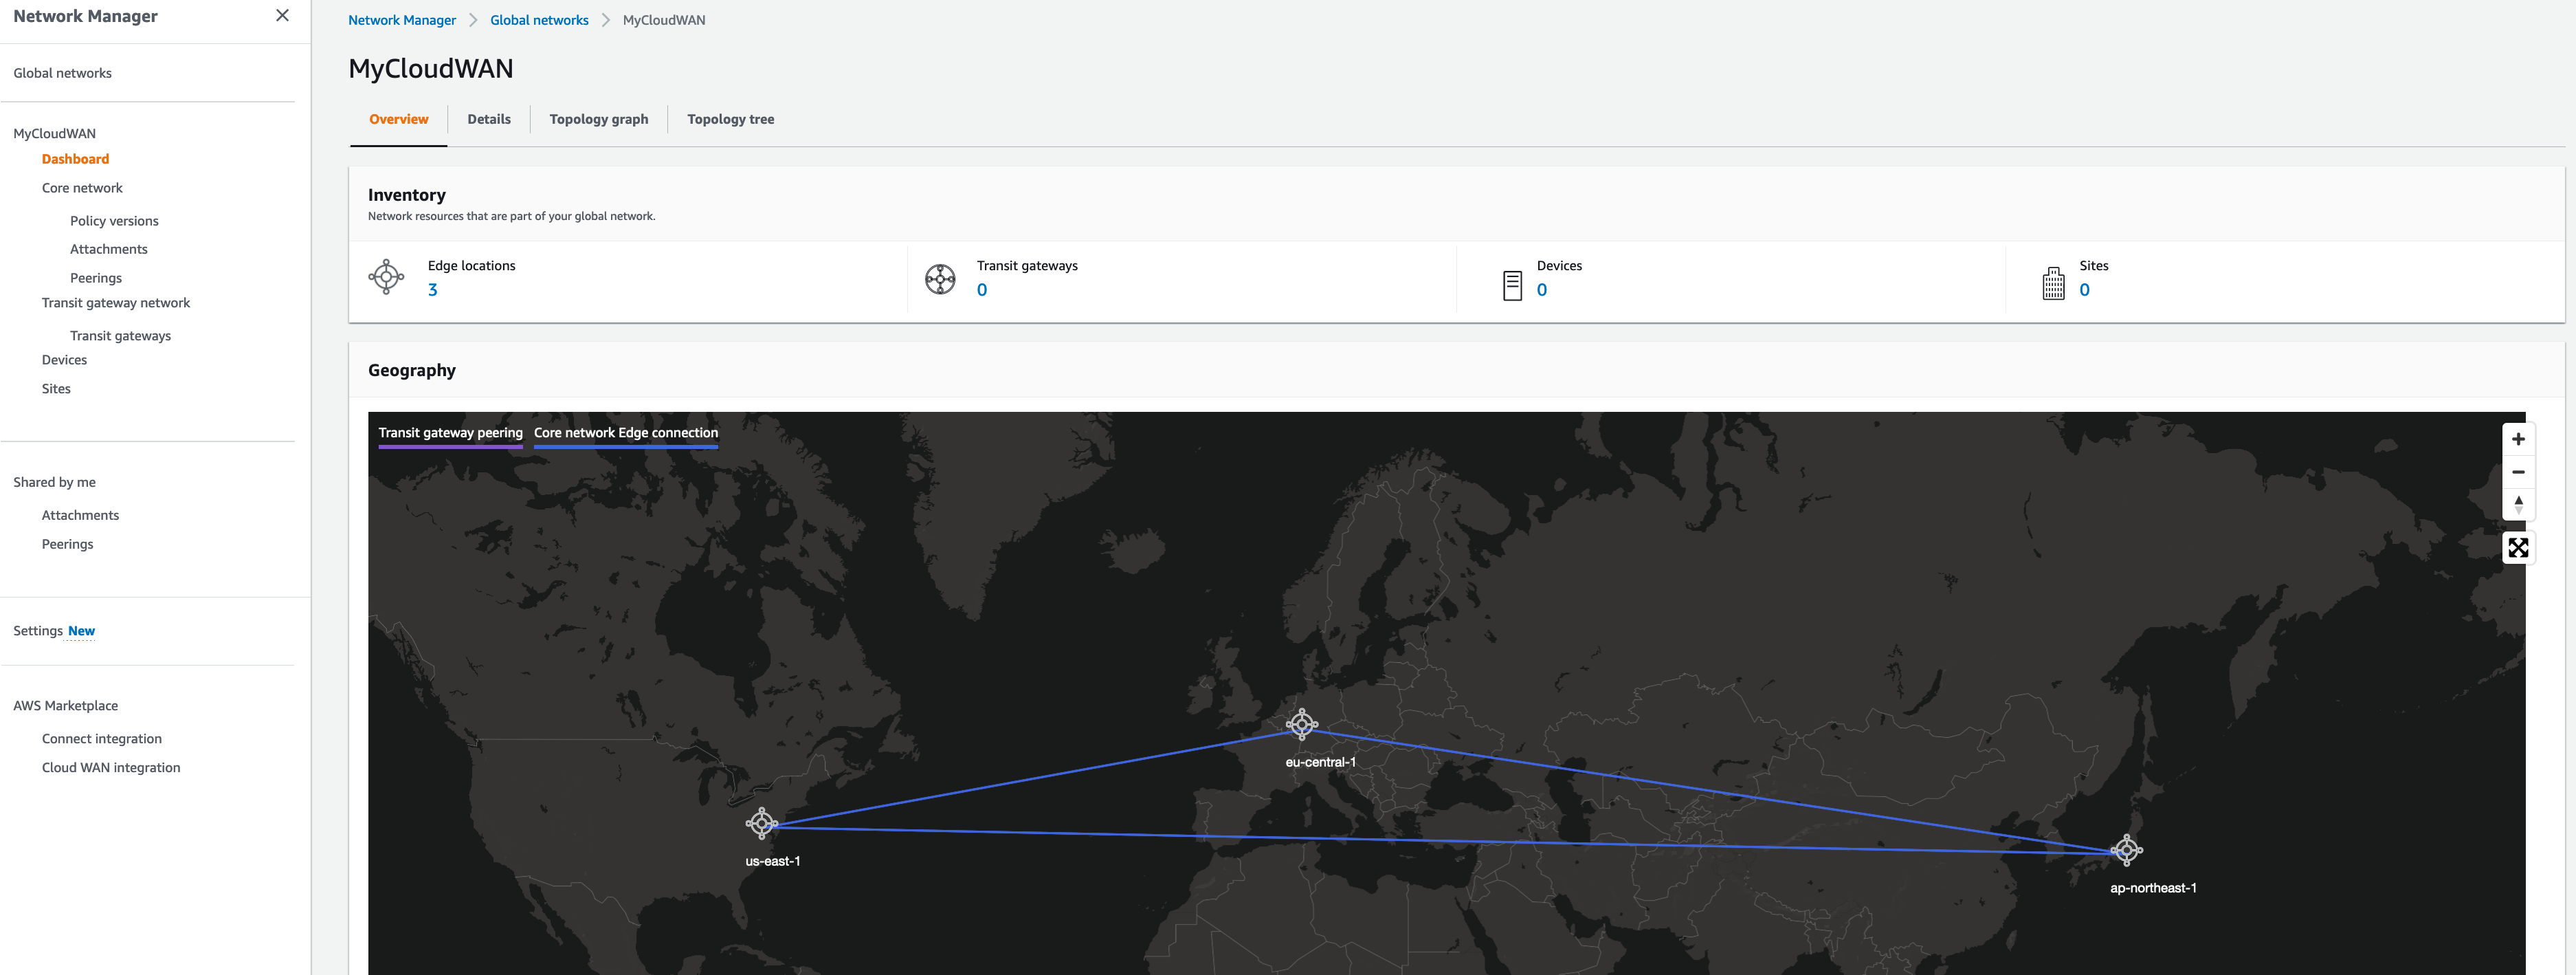 Network Manager
Global networks
MyCloudWAN
Dashboard
Core network
Policy versions
Attachments
Peerings
Transit gateway network
Transit gateways
Devices
Sites
Shared by me
Attachments
Peerings
Settings New
AWS Marketplace
Connect integration
Cloud WAN integration
Network Manager Global networks MyCloudWAN
MyCloudWAN
Overview Details Topology graph Topology tree
Inventory
Network resources that are part of your global network.
Edge locations
3
Transit gateways
0
Devices
0
Sites
0
Geography
Transit gateway peering Core network Edge connection
eu-central-1
us-east-1
ap-northeast-1